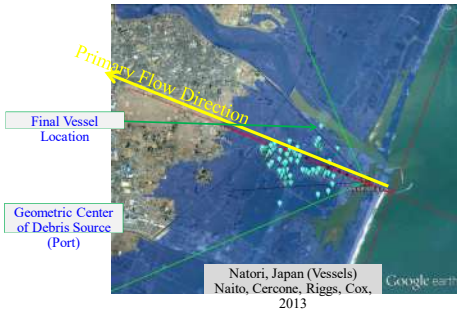 Primary Flow Direction
Final Vessel
Location
Geometric Center
of Debris Source
(Port)
Natori, Japan (Vessels)
Naito, Cercone, Riggs, Cox,
2013
Google earth